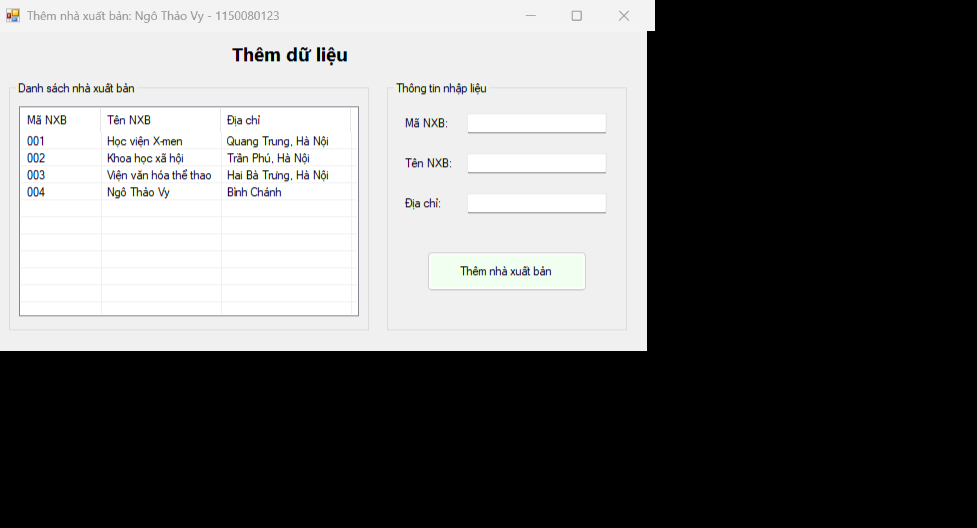 Thêm nhà xuất bản: Ngô Thảo Vy - 1150080123
Thêm dữ liệu
Danh sách nhà xuất bản
Mã NXB Tên NXB Địa chỉ
001 Học viện X-men Quang Trung, Hà Nội
002 Khoa học xã hội Trần Phú, Hà Nội
003 Viện văn hóa thể thao Hai Bà Trưng, Hà Nội
004 Ngô Thảo Vy Bình Chánh
Thông tin nhập liệu
Mã NXB:
Tên NXB:
Địa chỉ:
Thêm nhà xuất bản